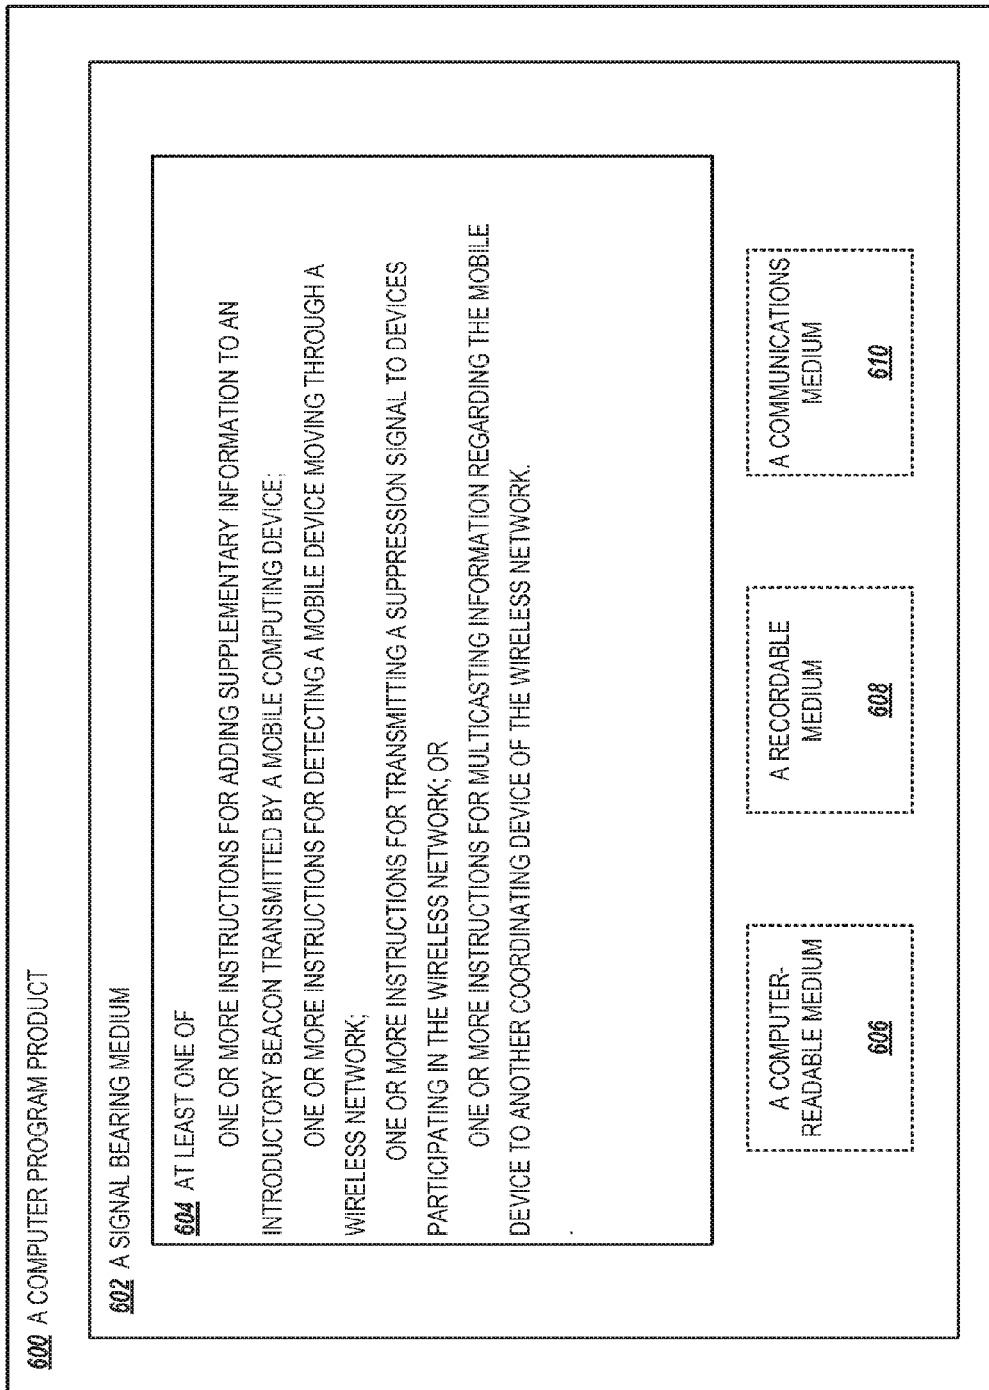 600 A COMPUTER PROGRAM PRODUCT
602 A SIGNAL BEARING MEDIUM
604 AT LEAST ONE OF
ONE OR MORE INSTRUCTIONS FOR ADDING SUPPLEMENTARY INFORMATION TO AN
INTRODUCTORY BEACON TRANSMITTED BY A MOBILE COMPUTING DEVICE;
ONE OR MORE INSTRUCTIONS FOR DETECTING A MOBILE DEVICE MOVING THROUGH A
WIRELESS NETWORK;
ONE OR MORE INSTRUCTIONS FOR TRANSMITTING A SUPPRESSION SIGNAL TO DEVICES
PARTICIPATING IN THE WIRELESS NETWORK; OR
ONE OR MORE INSTRUCTIONS FOR MULTICASTING INFORMATION REGARDING THE MOBILE
DEVICE TO ANOTHER COORDINATING DEVICE OF THE WIRELESS NETWORK.
A COMPUTER-
READABLE MEDIUM
606
A RECORDABLE
MEDIUM
608
A COMMUNICATIONS
MEDIUM
610